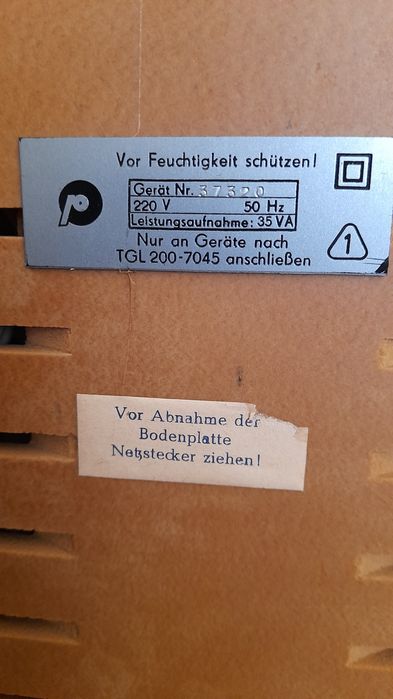 Vor Feuchtigkeit schützen!
Gerät Nr. 37320
220 V 50 Hz
Leistungsaufnahme: 35 VA
Nur an Geräte nach
TGL 200-7045 anschließen
1
Vor Abnahme der
Bodenplatte
Netzstecker ziehen!